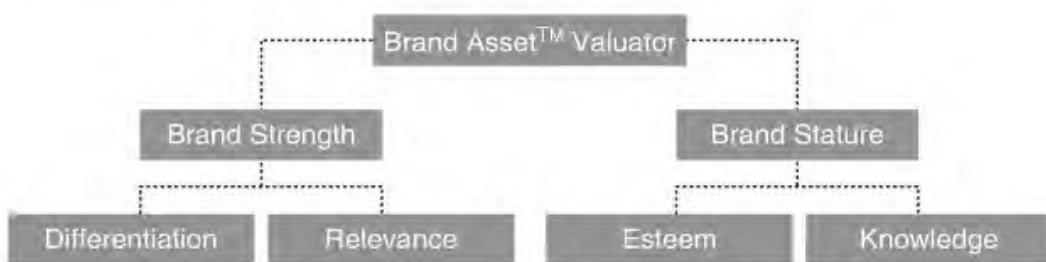 Brand Asset™ Valuator
Brand Strength
Brand Stature
Differentiation
Relevance
Esteem
Knowledge